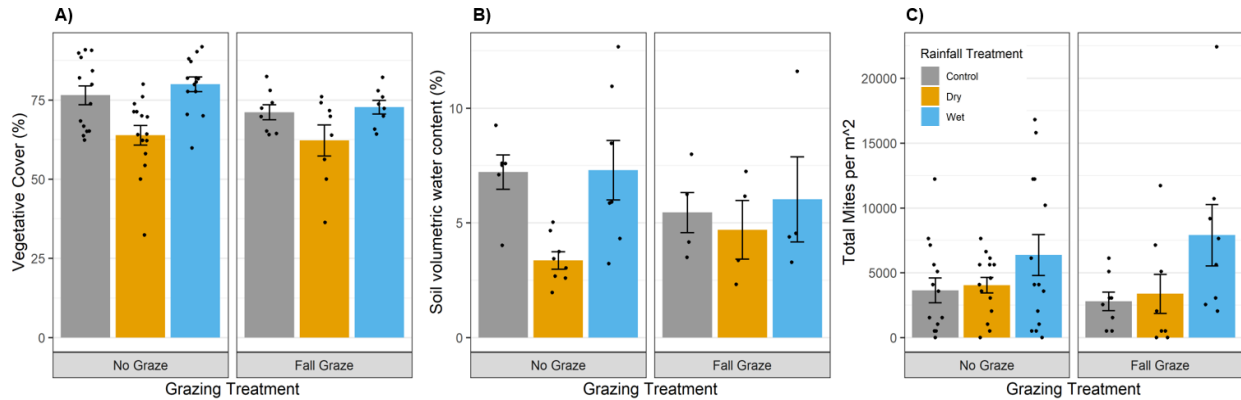 A)
Vegetative Cover (%)
75
50
25
0
No Graze
Fall Graze
Grazing Treatment
B)
Soil volumetric water content (%)
10
5
0
No Graze
Fall Graze
Grazing Treatment
C)
Total Mites per m^2
20000
15000
10000
5000
0
Rainfall Treatment
Control
Dry
Wet
No Graze
Fall Graze
Grazing Treatment